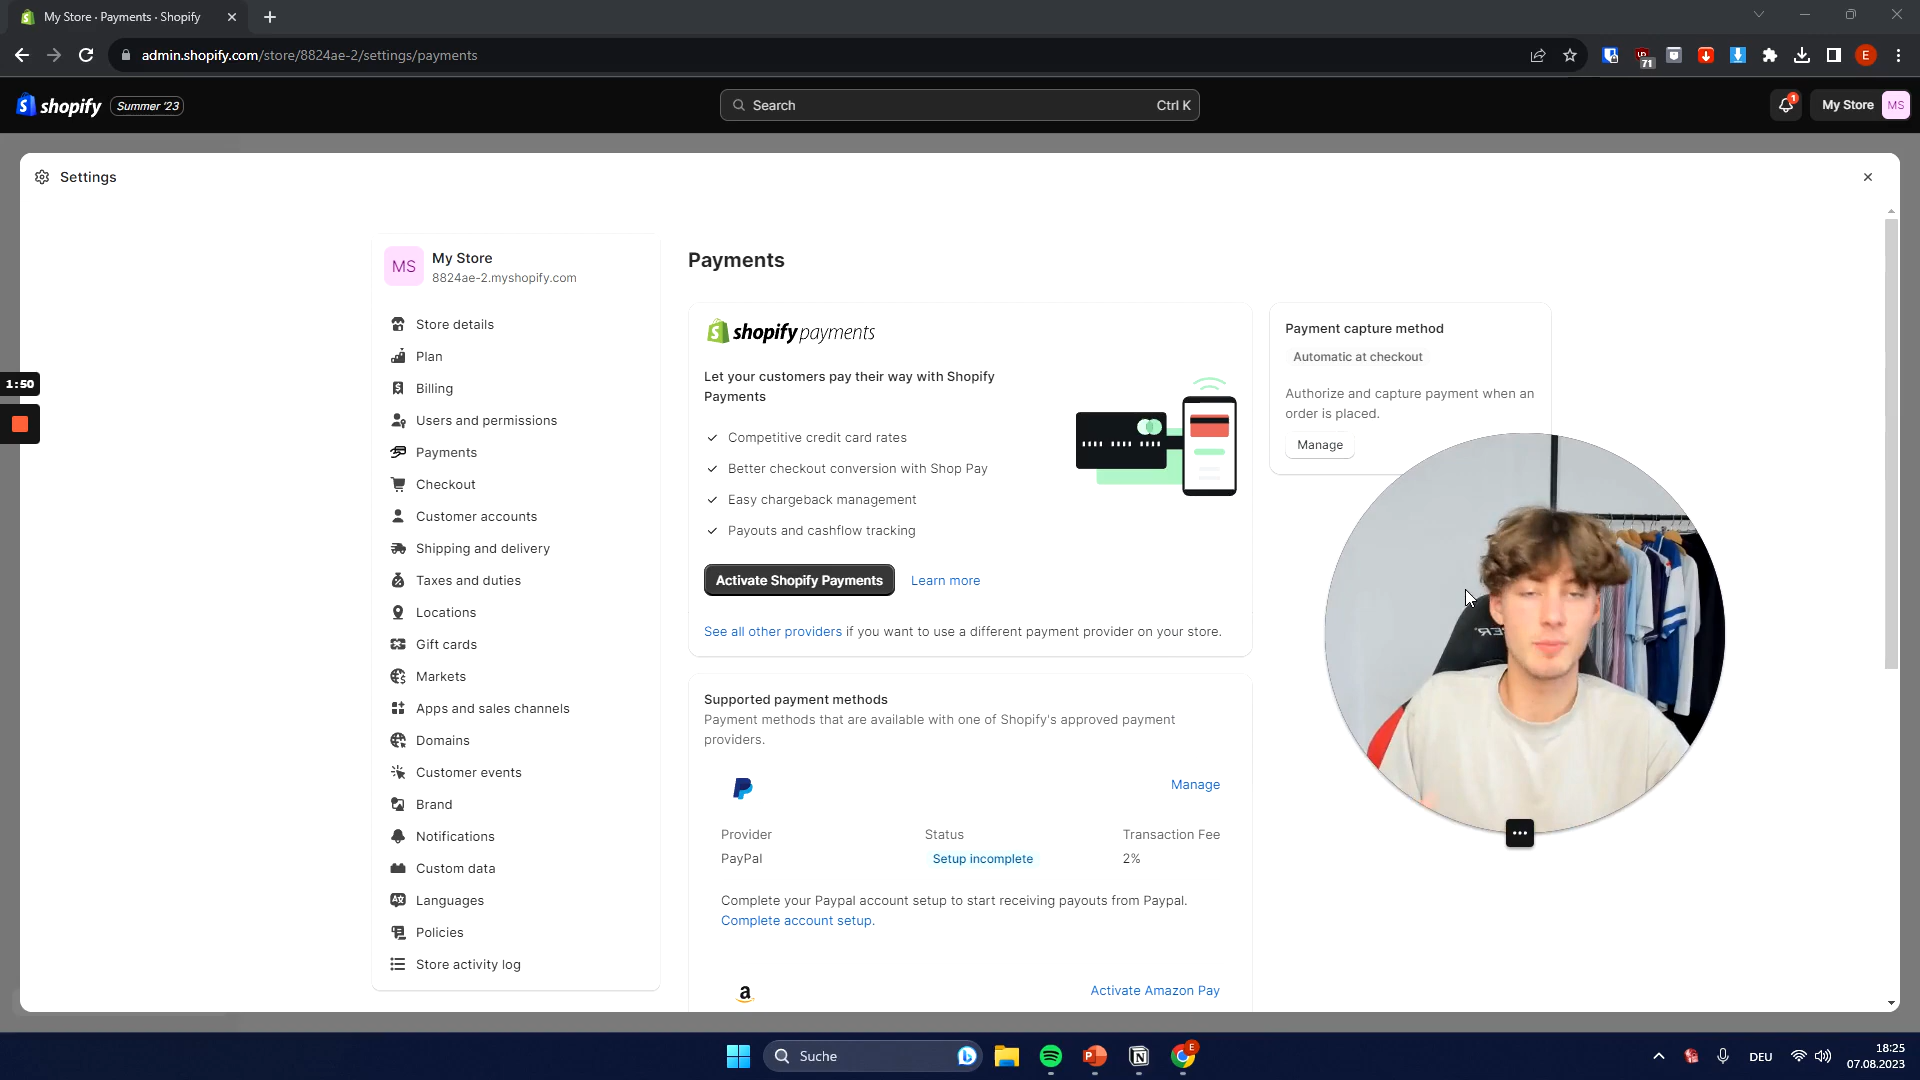 My Store · Payments · Shopify
admin.shopify.com/store/8824ae-2/settings/payments
71
E
shopify
Summer '23
Search
Ctrl K
1
My Store
MS
Settings
MS
My Store
8824ae-2.myshopify.com
Store details
Plan
Billing
Users and permissions
Payments
Checkout
Customer accounts
Shipping and delivery
Taxes and duties
Locations
Gift cards
Markets
Apps and sales channels
Domains
Customer events
Brand
Notifications
Custom data
Languages
Policies
Store activity log
1:50
Payments
shopify payments
Let your customers pay their way with Shopify
Payments
Competitive credit card rates
Better checkout conversion with Shop Pay
Easy chargeback management
Payouts and cashflow tracking
Activate Shopify Payments
Learn more
See all other providers if you want to use a different payment provider on your store.
Payment capture method
Automatic at checkout
Authorize and capture payment when an
order is placed.
Manage
Supported payment methods
Payment methods that are available with one of Shopify's approved payment
providers.
Manage
Provider
Status
Transaction Fee
PayPal
Setup incomplete
2%
Complete your Paypal account setup to start receiving payouts from Paypal.
Complete account setup.
a
Activate Amazon Pay
Suche
E
DEU
18:25
07.08.2023